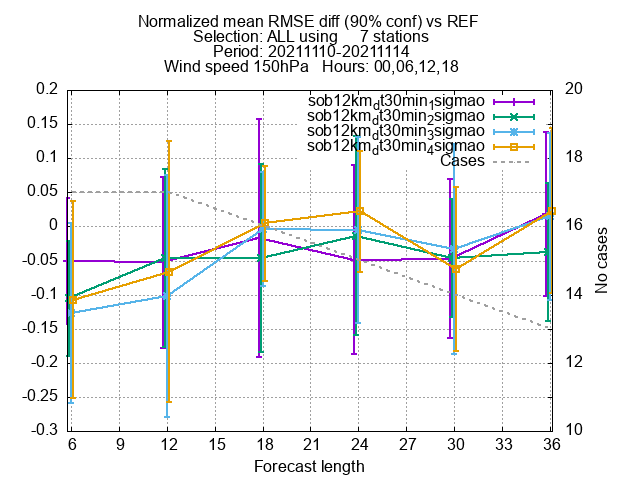 Normalized mean RMSE diff (90% conf) vs REF
Selection: ALL using 7 stations
Period: 20211110-20211114
Wind speed 150hPa Hours: 00,06,12,18
sob12km_dt30min_1sigmao
sob12km_dt30min_2sigmao
sob12km_dt30min_3sigmao
sob12km_dt30min_4sigmao
Cases
0.2
0.15
0.1
0.05
0
-0.05
-0.1
-0.15
-0.2
-0.25
-0.3
20
18
16
14
12
10
No cases
6 9 12 15 18 21 24 27 30 33 36
Forecast length